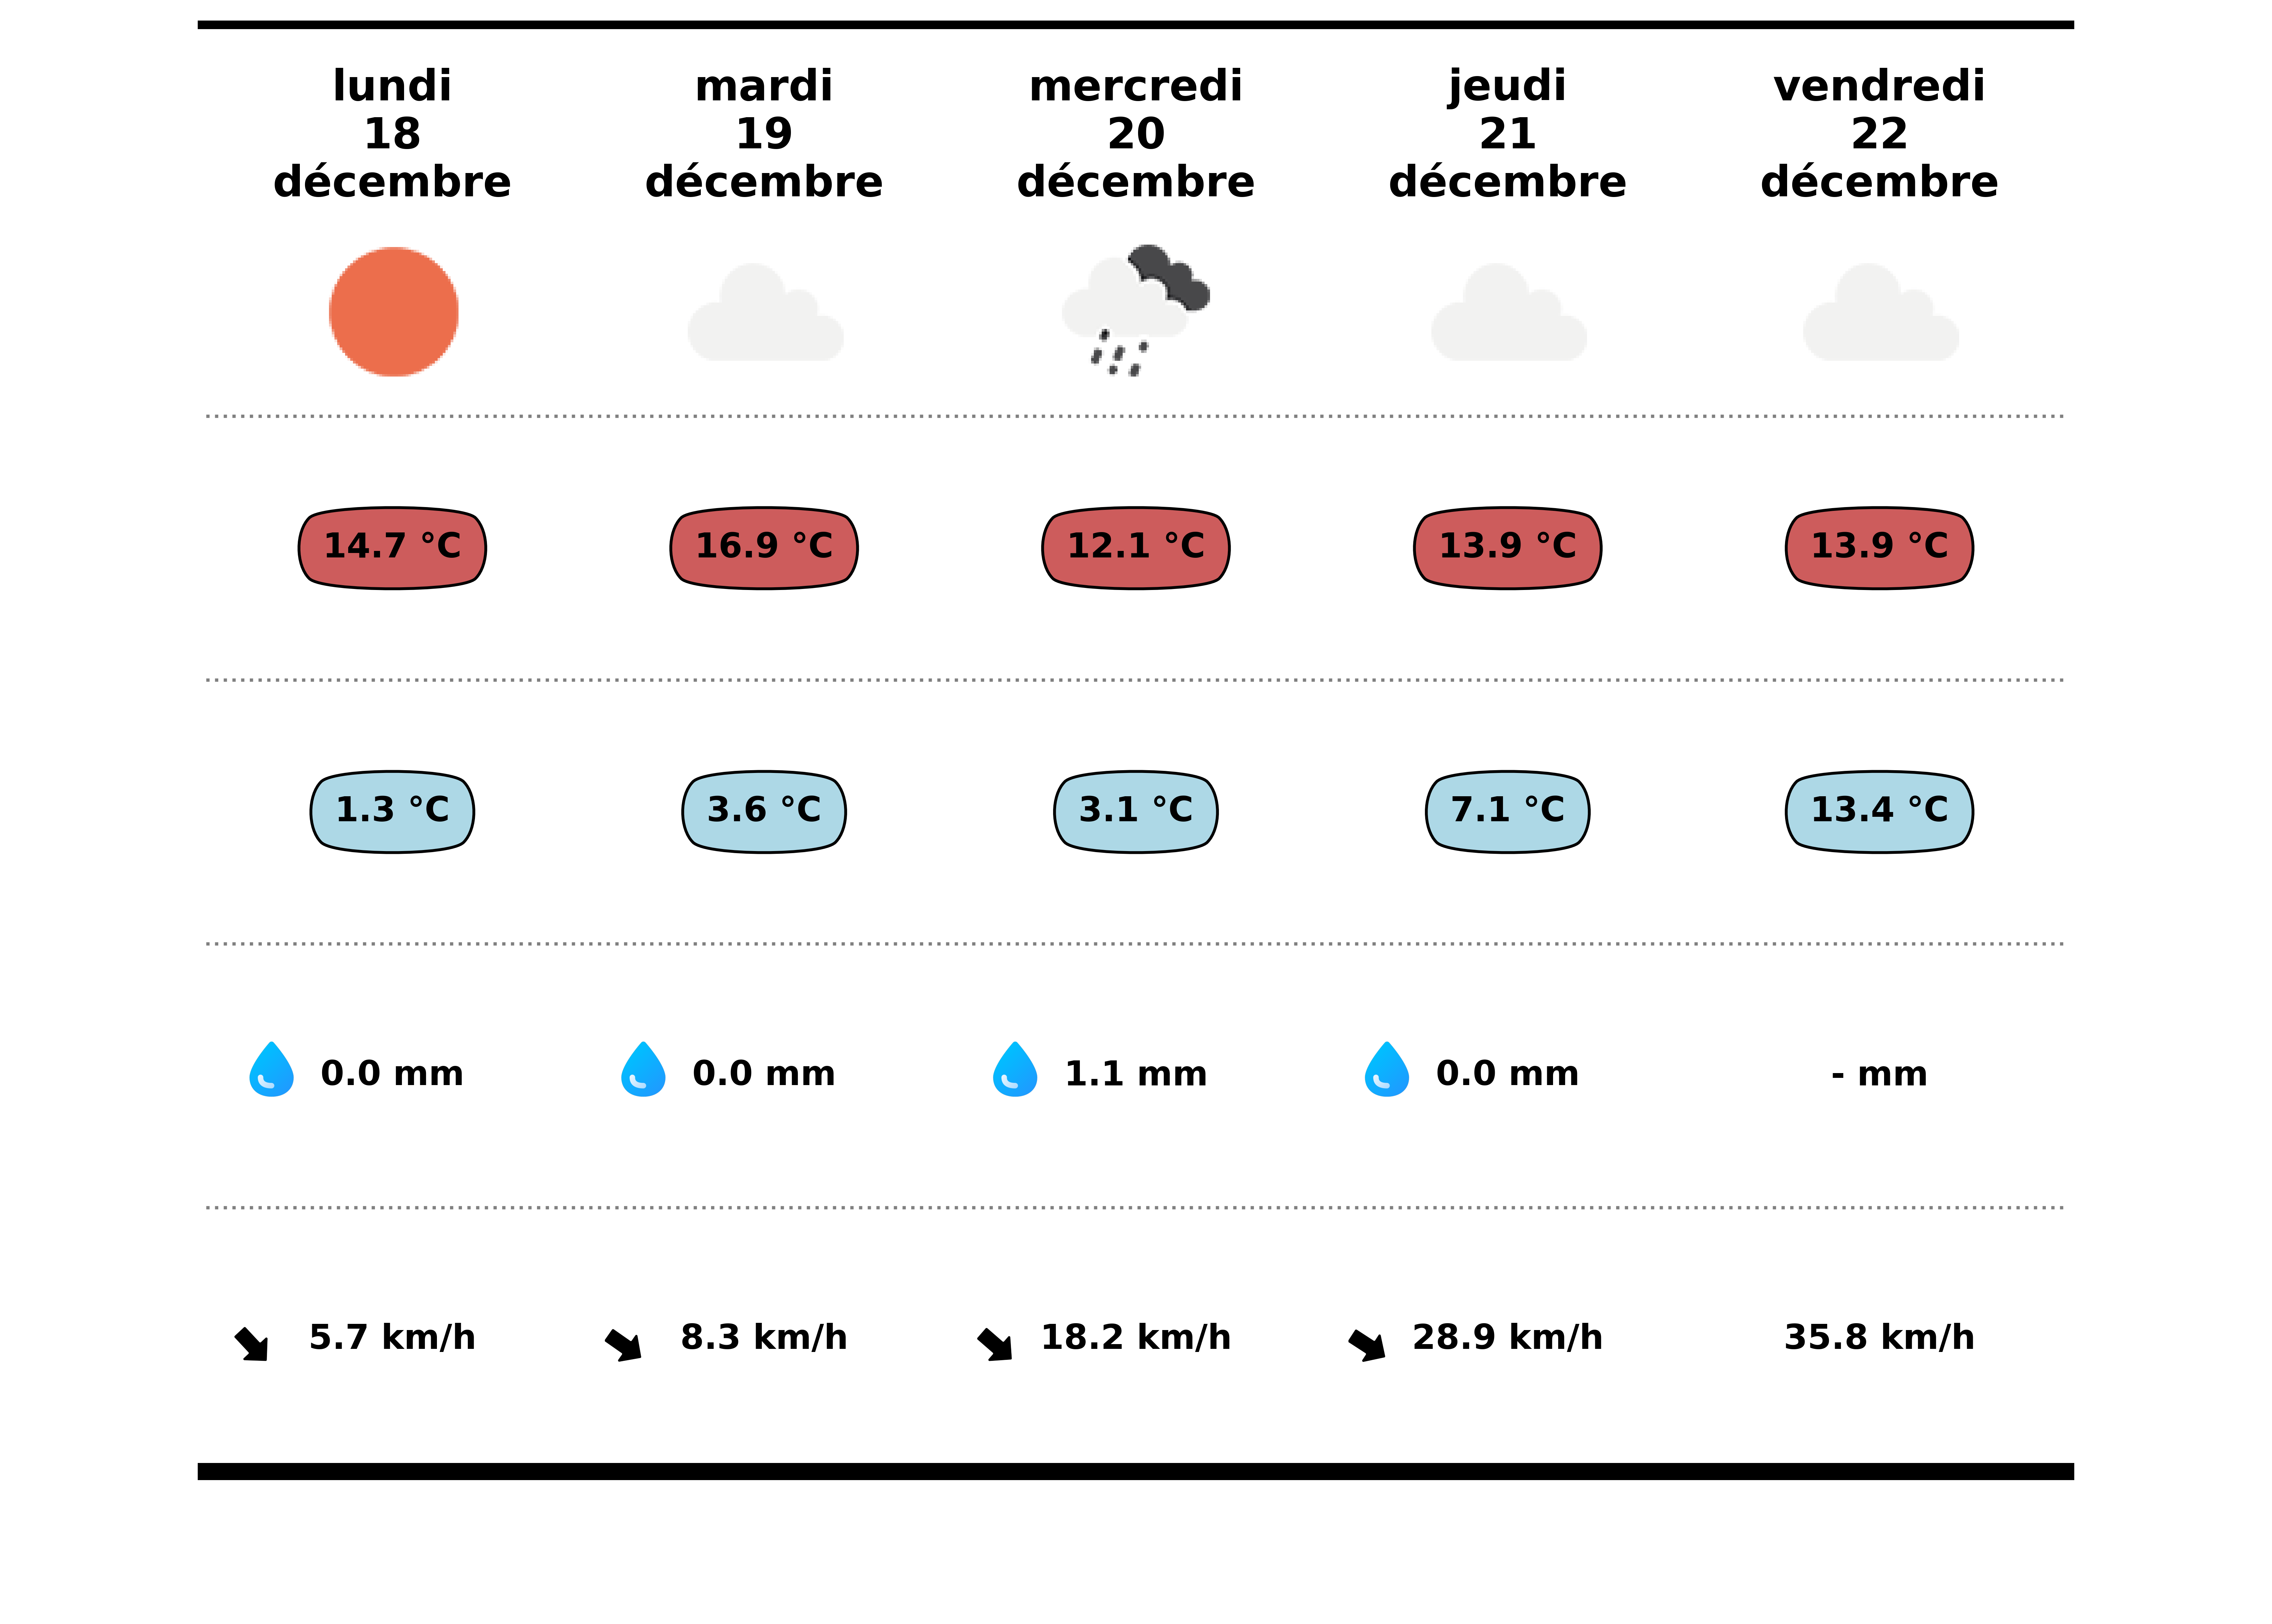 lundi
18
décembre
mardi
19
décembre
mercredi
20
décembre
jeudi
21
décembre
vendredi
22
décembre
14.7 °C
16.9 °C
12.1 °C
13.9 °C
13.9 °C
1.3 °C
3.6 °C
3.1 °C
7.1 °C
13.4 °C
0.0 mm
0.0 mm
1.1 mm
0.0 mm
- mm
5.7 km/h
8.3 km/h
18.2 km/h
28.9 km/h
35.8 km/h